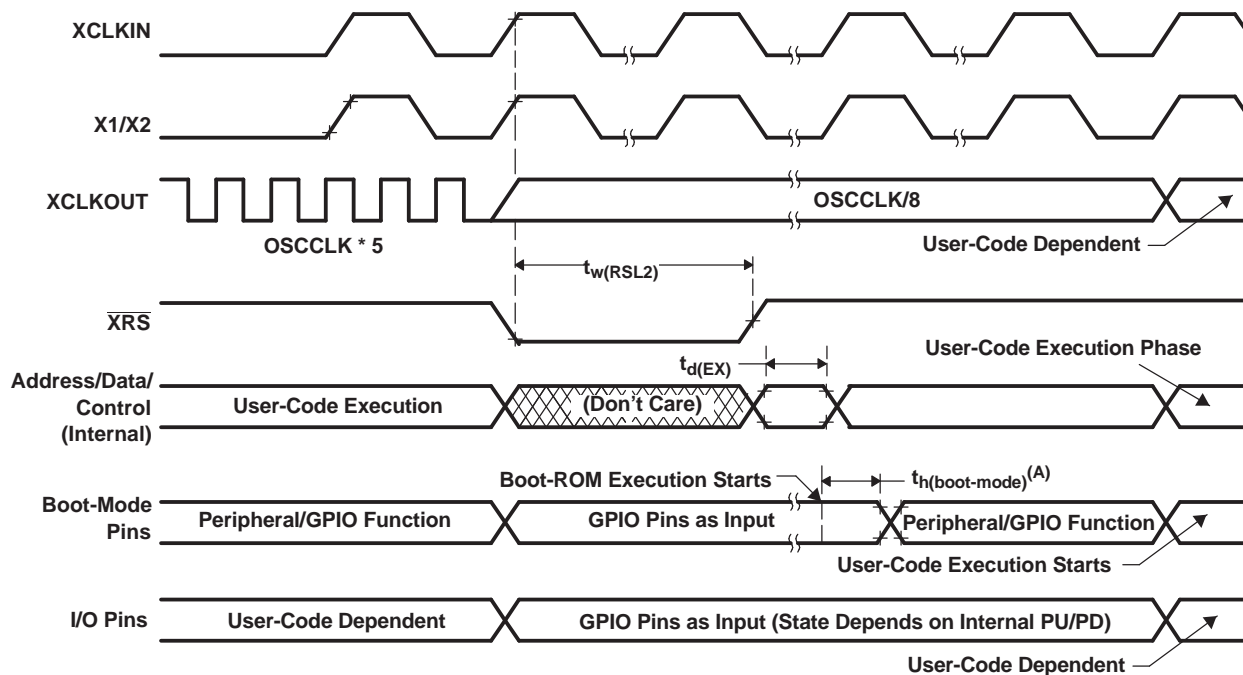 XCLKIN
X1/X2
XCLKOUT
OSCCLK * 5
OSCCLK/8
User-Code Dependent
tw(RSL2)
XRS
td(EX)
User-Code Execution Phase
Address/Data/
Control
(Internal)
User-Code Execution
(Don't Care)
Boot-ROM Execution Starts
th(boot-mode)(A)
Boot-Mode
Pins
Peripheral/GPIO Function
GPIO Pins as Input
Peripheral/GPIO Function
User-Code Execution Starts
I/O Pins
User-Code Dependent
GPIO Pins as Input (State Depends on Internal PU/PD)
User-Code Dependent